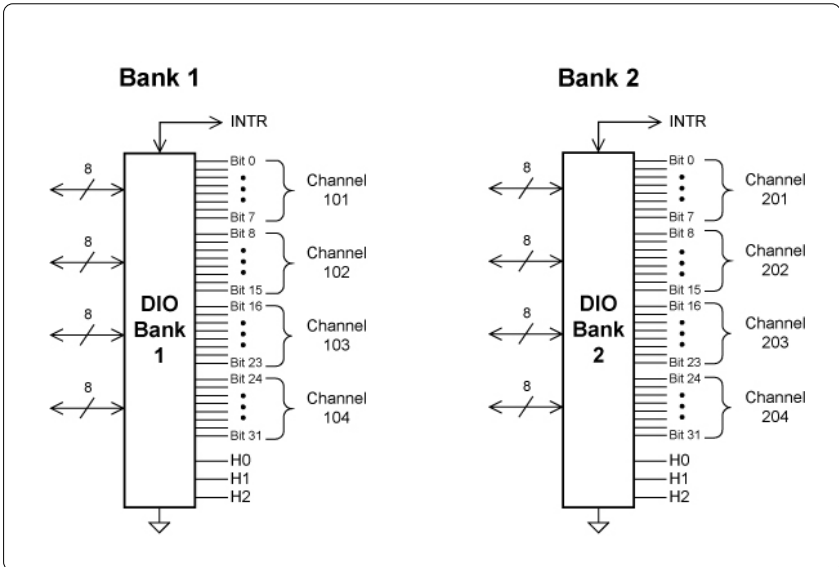 Bank 1
INTR
8
Bit 0
Bit 7
Channel
101
8
Bit 8
Bit 15
Channel
102
8
Bit 16
Bit 23
Channel
103
8
Bit 24
Bit 31
Channel
104
DIO
Bank
1
H0
H1
H2
Bank 2
INTR
8
Bit 0
Bit 7
Channel
201
8
Bit 8
Bit 15
Channel
202
8
Bit 16
Bit 23
Channel
203
8
Bit 24
Bit 31
Channel
204
DIO
Bank
2
H0
H1
H2